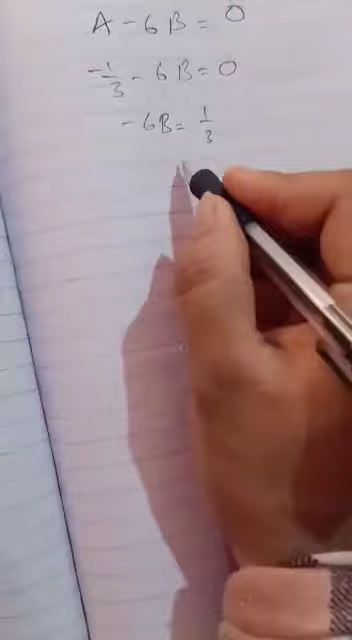 A - 6B = 0
-1/3 - 6B = 0
-6B = 1/3